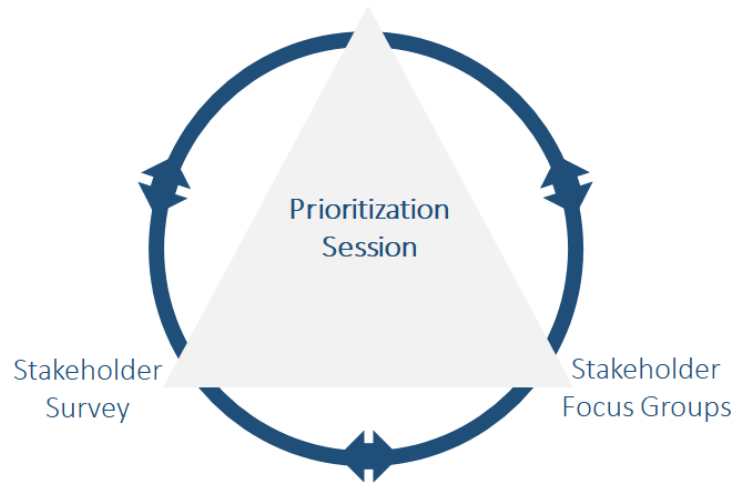 Prioritization
Session
Stakeholder
Survey
Stakeholder
Focus Groups